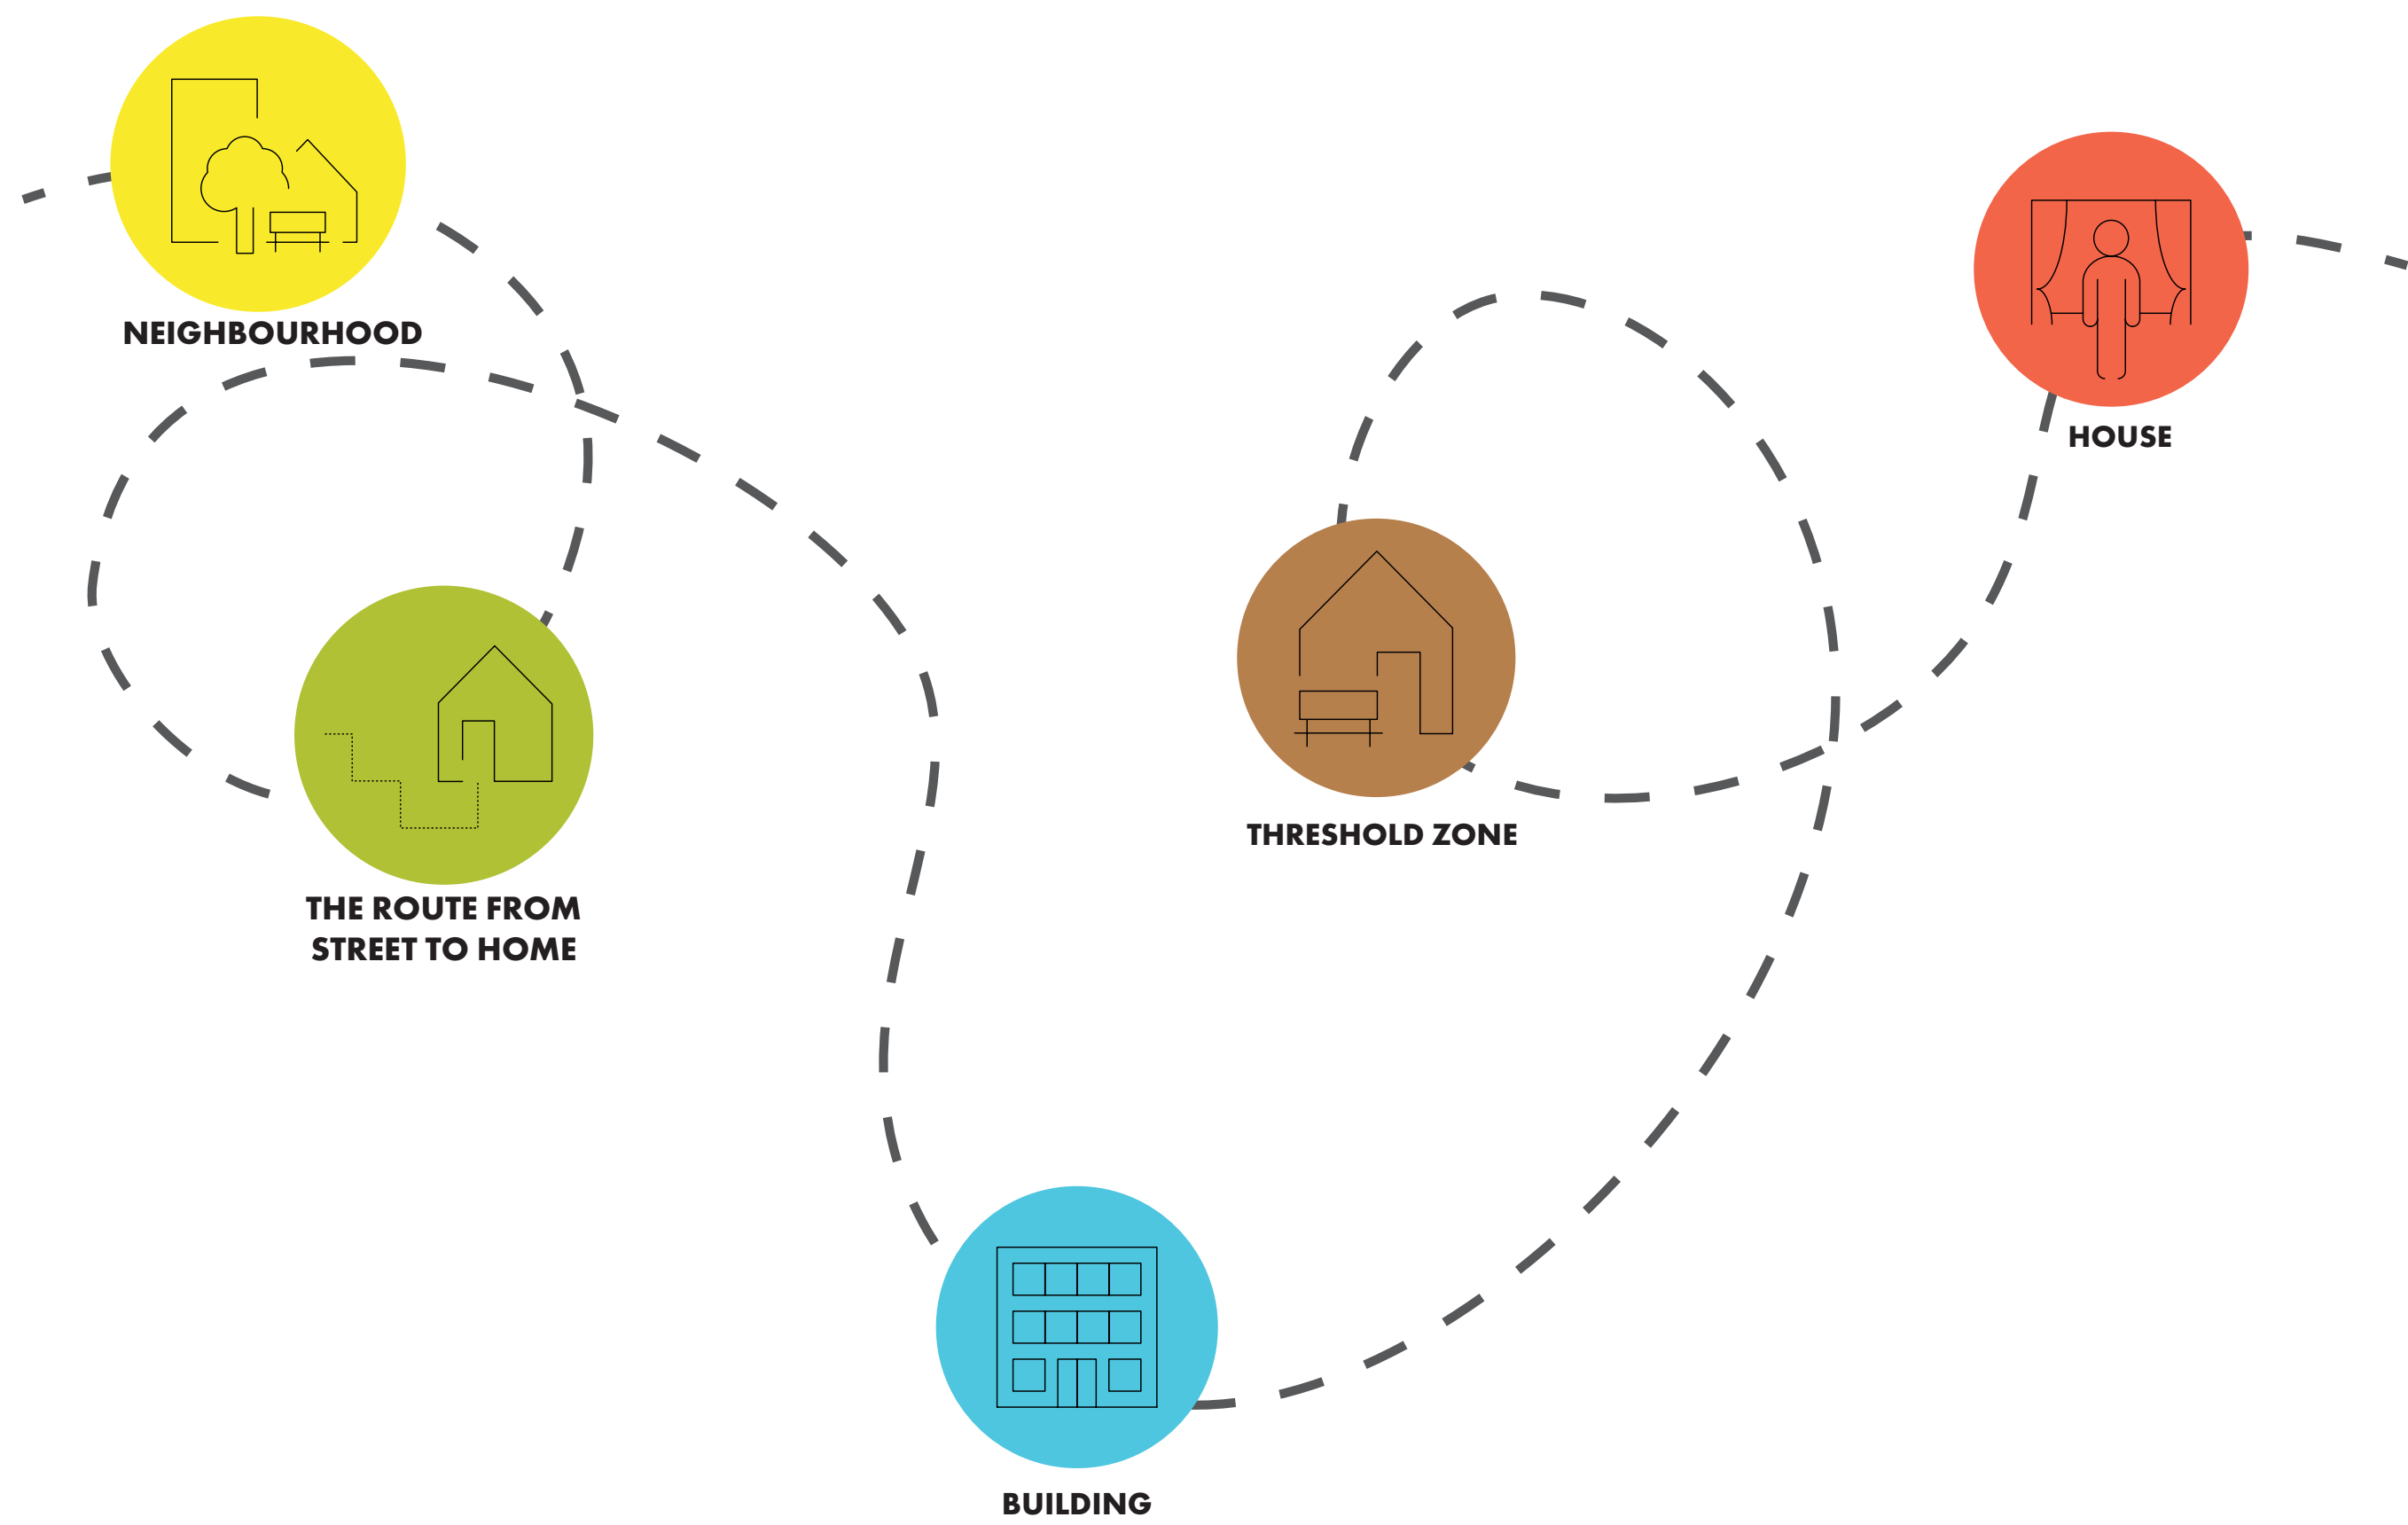 NEIGHBOURHOOD
HOUSE
THRESHOLD ZONE
THE ROUTE FROM
STREET TO HOME
BUILDING